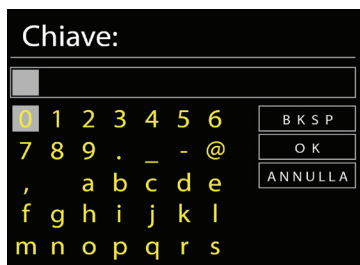 Chiave:
0 1 2 3 4 5 6 BKSP
7 8 9 . _ - @ OK
, a b c d e ANNULLA
f g h i j k l
m n o p q r s